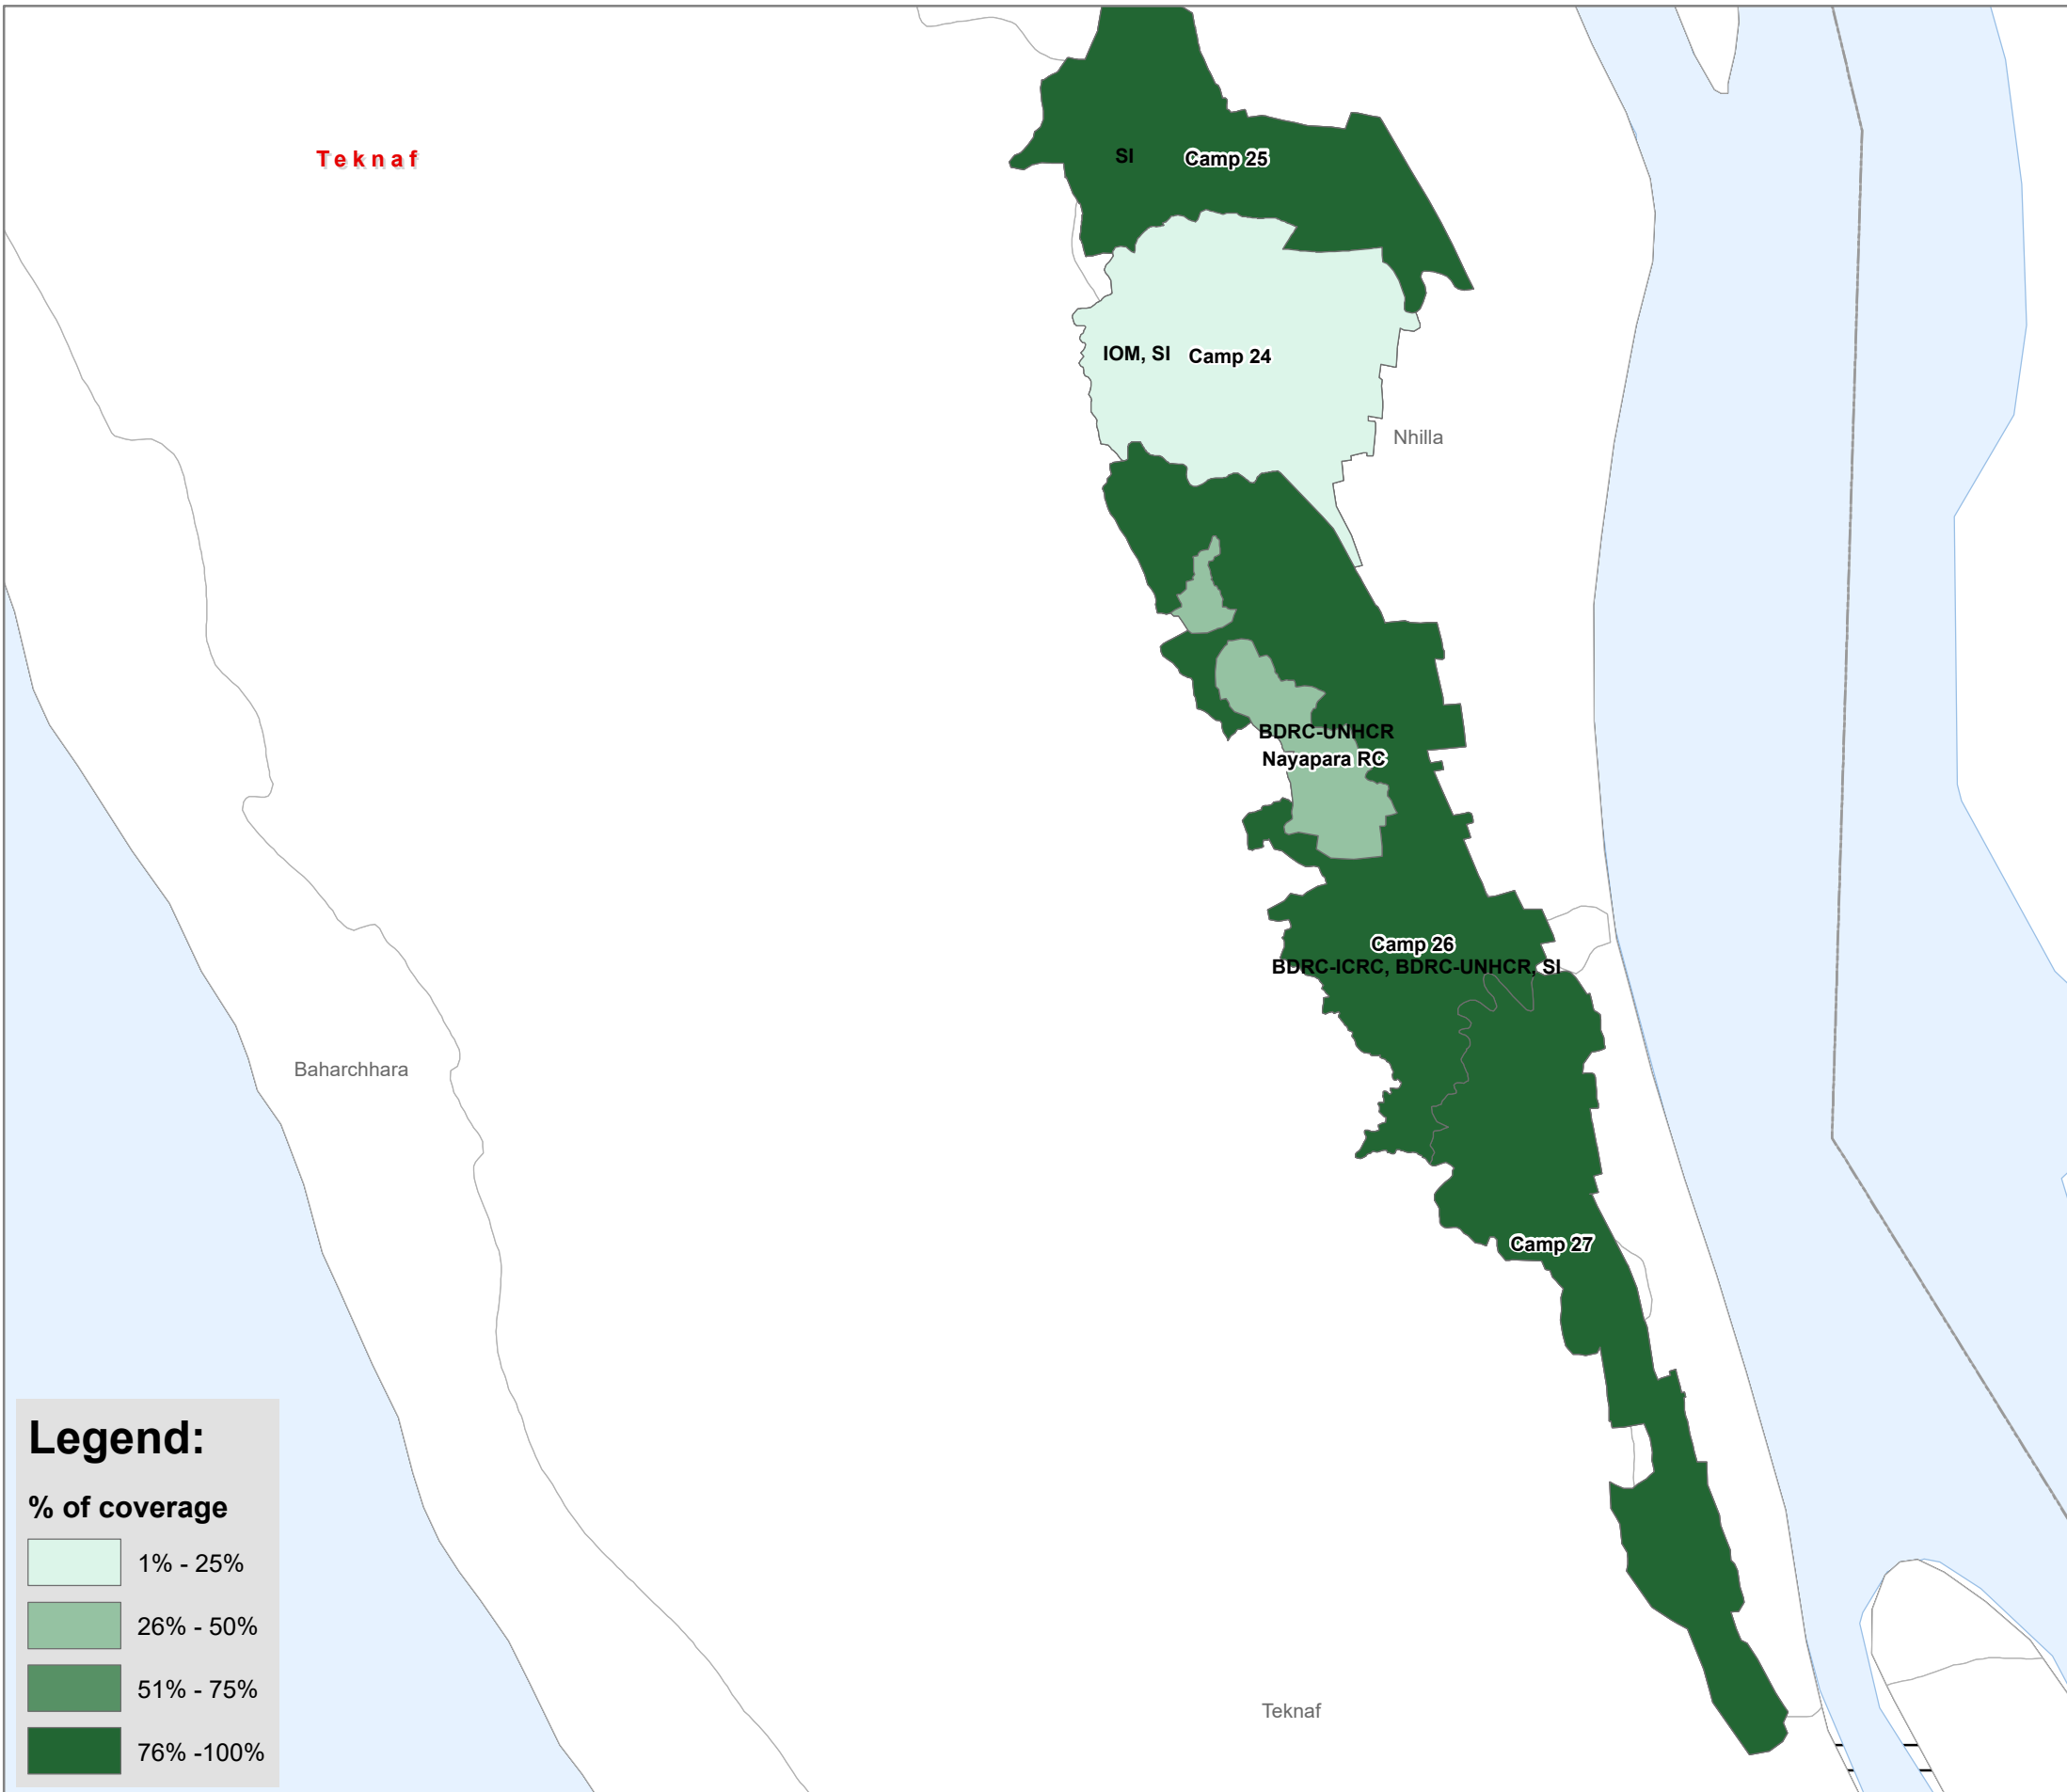 Teknaf
SI Camp 25
IOM, SI Camp 24
Nhilla
BDRC-UNHCR
Nayapara RC
Camp 26
BDRC-ICRC, BDRC-UNHCR, SI
Baharchhara
Camp 27
Legend:
% of coverage
1% - 25%
26% - 50%
51% - 75%
76% -100%
Teknaf